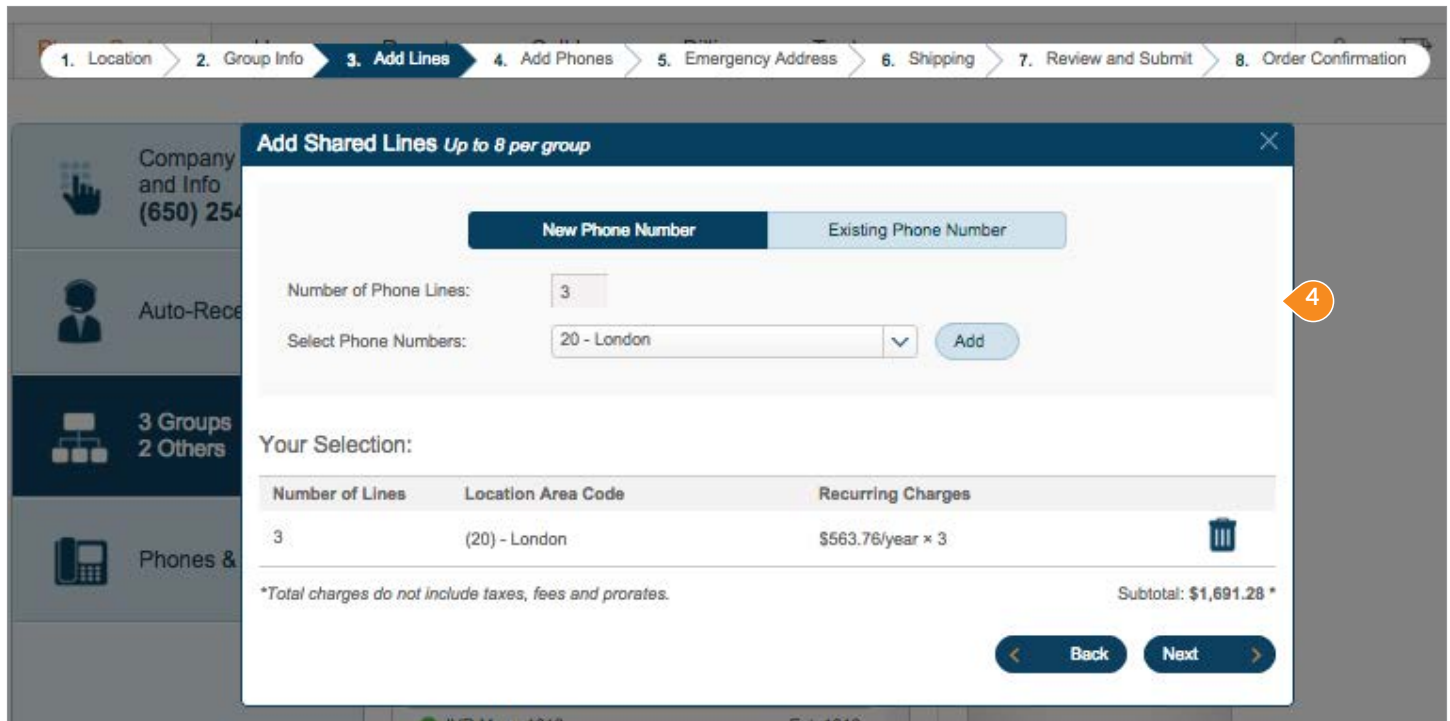 1. Location 2. Group Info 3. Add Lines 4. Add Phones 5. Emergency Address 6. Shipping 7. Review and Submit 8. Order Confirmation
Company
and Info
(650) 254
Auto-Rece
3 Groups
2 Others
Phones &
Add Shared Lines Up to 8 per group
New Phone Number Existing Phone Number
Number of Phone Lines: 3
Select Phone Numbers: 20 - London Add
4
Your Selection:
Number of Lines Location Area Code Recurring Charges
3 (20) - London $563.76/year × 3
*Total charges do not include taxes, fees and prorates. Subtotal: $1,691.28 *
Back Next